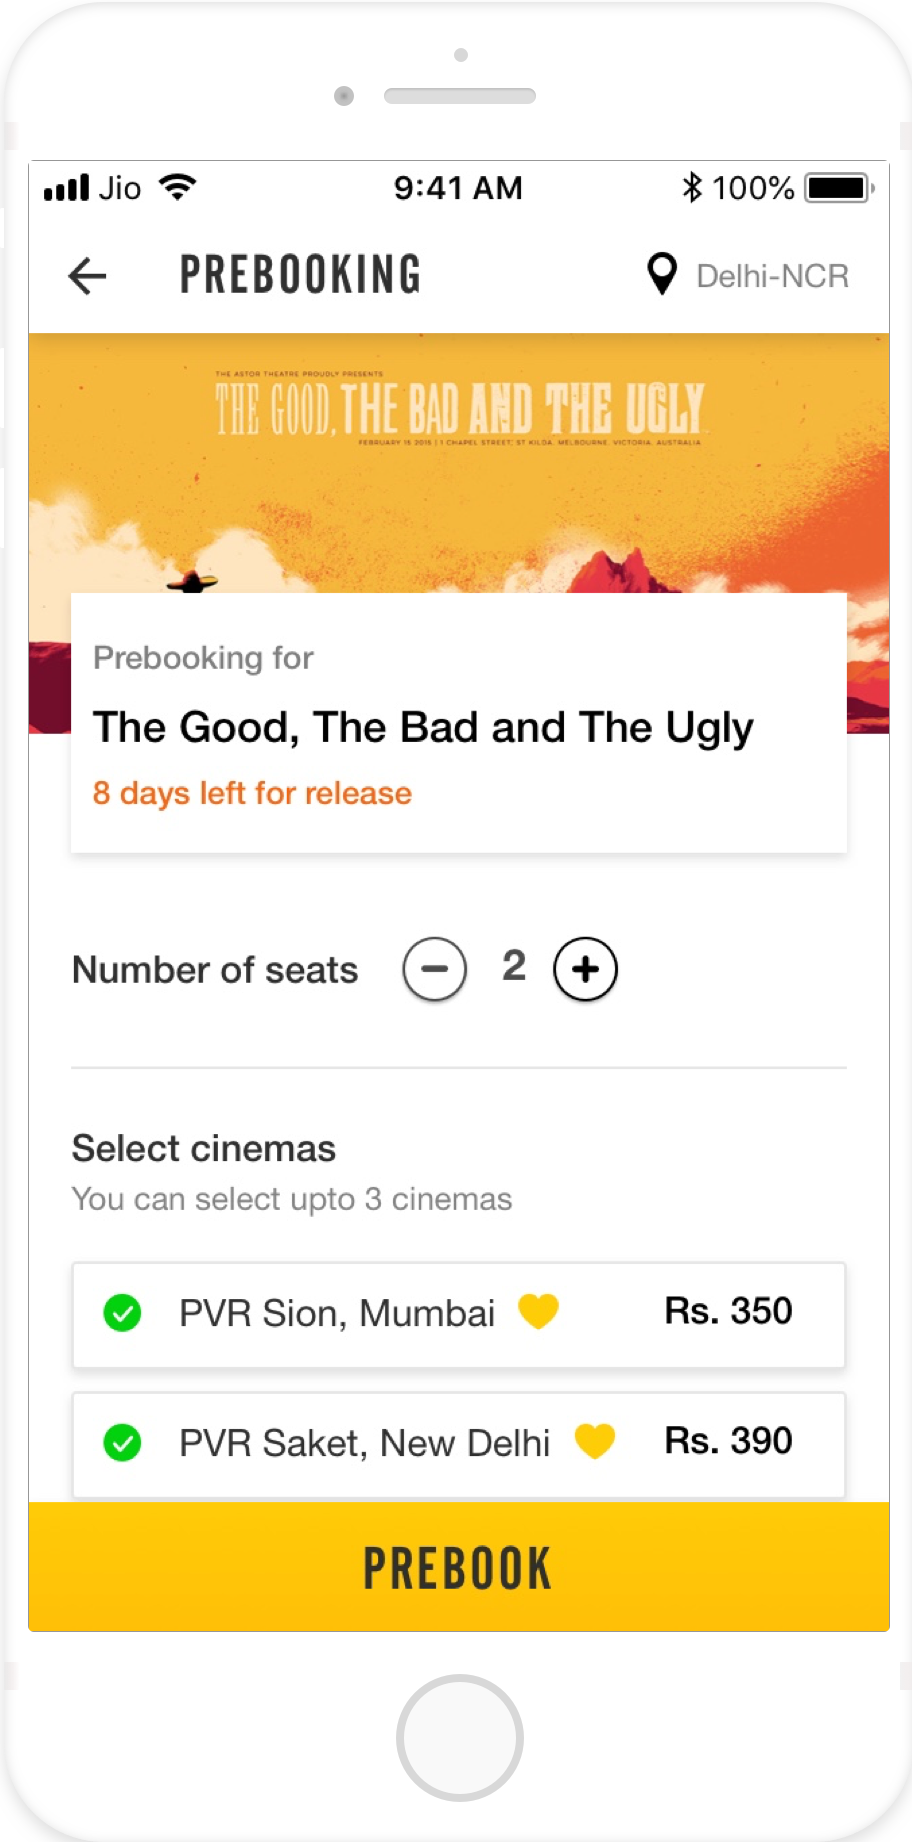 Jio 9:41 AM 100%
PREBOOKING Delhi-NCR
THE ASTOR THEATRE PROUDLY PRESENTS
THE GOOD, THE BAD AND THE UGLY
FEBRUARY 15 2015 | 1 CHAPEL STREET, ST KILDA, MELBOURNE, VICTORIA, AUSTRALIA
Prebooking for
The Good, The Bad and The Ugly
8 days left for release
Number of seats 2
Select cinemas
You can select upto 3 cinemas
PVR Sion, Mumbai Rs. 350
PVR Saket, New Delhi Rs. 390
PREBOOK